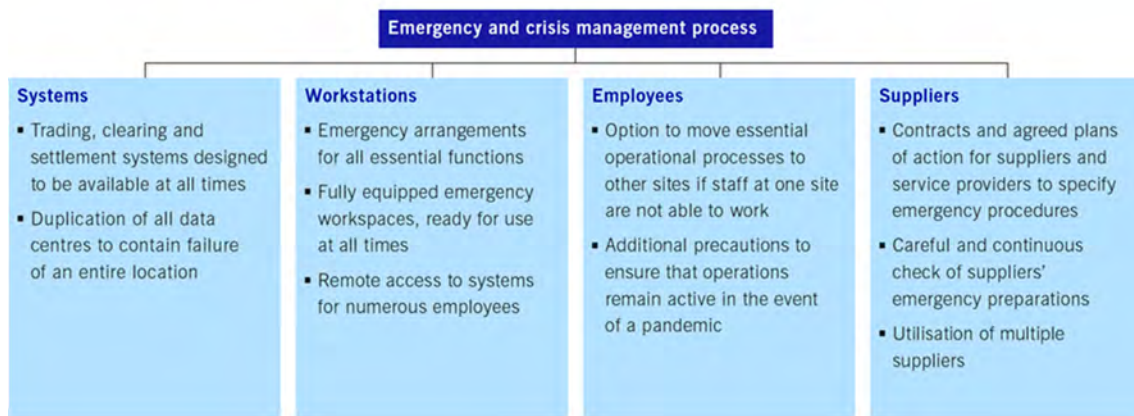 Emergency and crisis management process
Systems
▪ Trading, clearing and
settlement systems designed
to be available at all times
▪ Duplication of all data
centres to contain failure
of an entire location
Workstations
▪ Emergency arrangements
for all essential functions
▪ Fully equipped emergency
workspaces, ready for use
at all times
▪ Remote access to systems
for numerous employees
Employees
▪ Option to move essential
operational processes to
other sites if staff at one site
are not able to work
▪ Additional precautions to
ensure that operations
remain active in the event
of a pandemic
Suppliers
▪ Contracts and agreed plans
of action for suppliers and
service providers to specify
emergency procedures
▪ Careful and continuous
check of suppliers’
emergency preparations
▪ Utilisation of multiple
suppliers